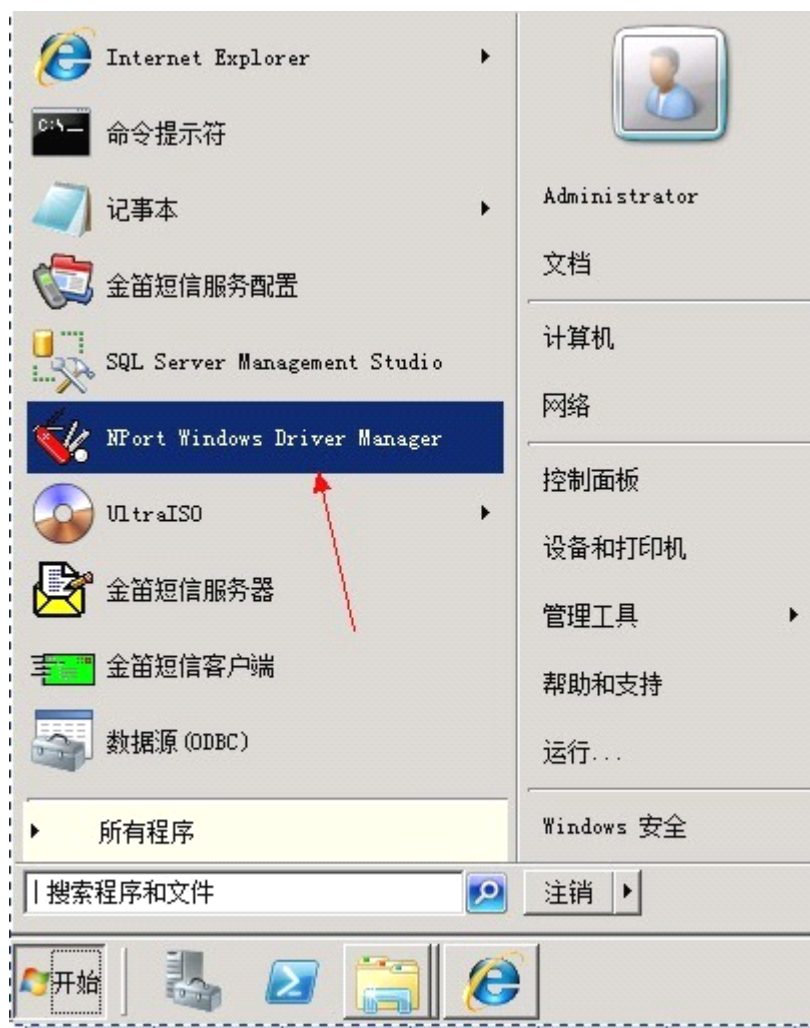 Internet Explorer
命令提示符
记事本
金笛短信服务配置
SQL Server Management Studio
NPort Windows Driver Manager
UltraISO
金笛短信服务器
金笛短信客户端
数据源(ODBC)
所有程序
搜索程序和文件
Administrator
文档
计算机
网络
控制面板
设备和打印机
管理工具
帮助和支持
运行...
Windows 安全
注销
开始